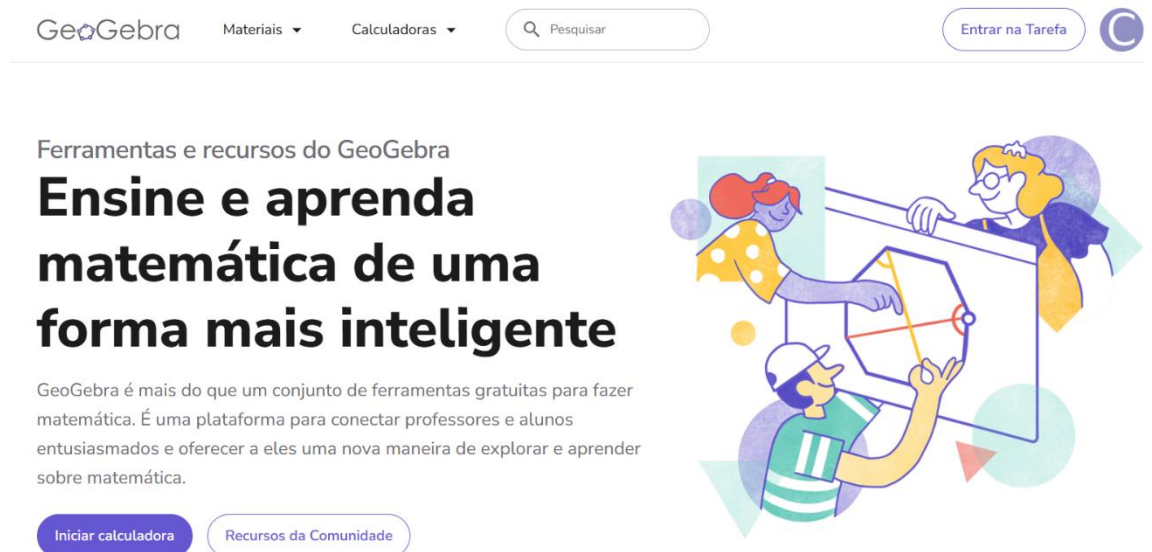 GeoGebra
Materiais
Calculadoras
Pesquisar
Entrar na Tarefa
C
Ferramentas e recursos do GeoGebra
Ensine e aprenda
matemática de uma
forma mais inteligente
GeoGebra é mais do que um conjunto de ferramentas gratuitas para fazer
matemática. É uma plataforma para conectar professores e alunos
entusiasmados e oferecer a eles uma nova maneira de explorar e aprender
sobre matemática.
Iniciar calculadora
Recursos da Comunidade